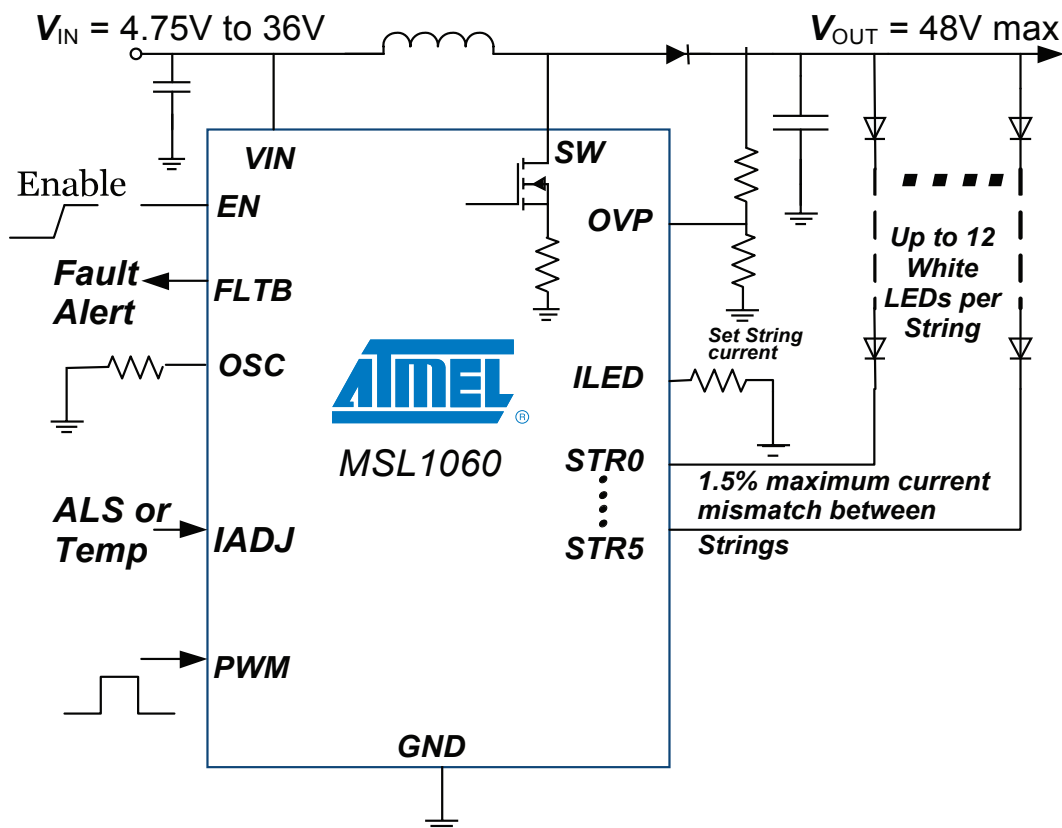 VIN = 4.75V to 36V
VOUT = 48V max
VIN
SW
Enable
EN
OVP
Up to 12
White
LEDs per
String
Fault
Alert
FLTB
Set String
current
OSC
ILED
ATMEL
®
MSL1060
STR0
1.5% maximum current
mismatch between
Strings
ALS or
Temp
IADJ
STR5
PWM
GND